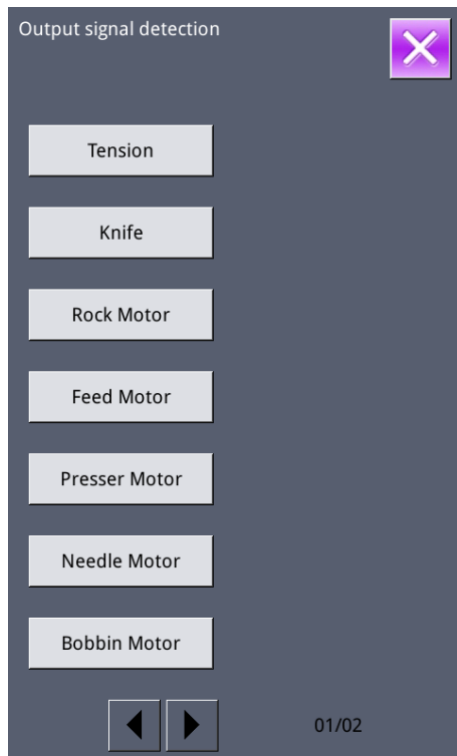 Output signal detection
Tension
Knife
Rock Motor
Feed Motor
Presser Motor
Needle Motor
Bobbin Motor
01/02